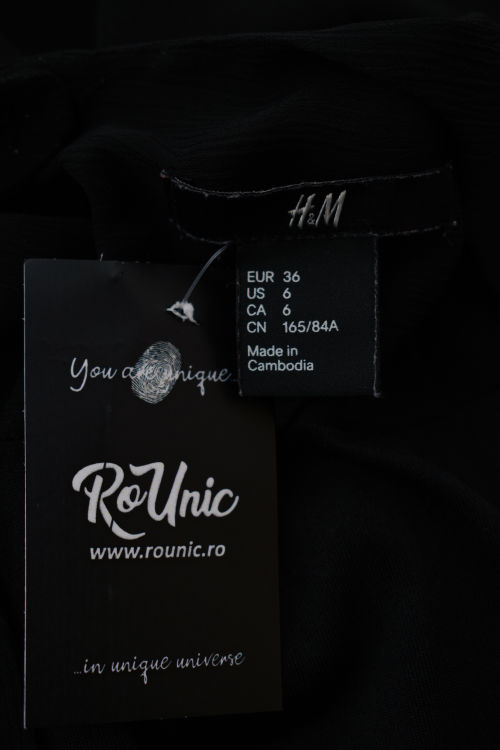 H&M
EUR 36
US 6
CA 6
CN 165/84A
Made in
Cambodia
You are unique
RoUnic
www.rounic.ro
...in unique universe